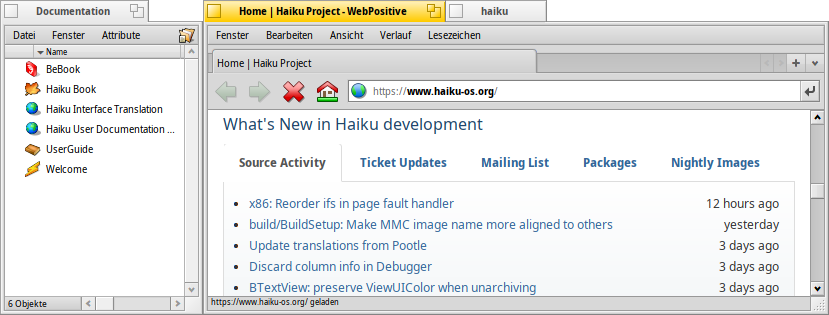 Documentation
Datei Fenster Attribute
Name
BeBook
Haiku Book
Haiku Interface Translation
Haiku User Documentation ...
UserGuide
Welcome
6 Objekte
Home | Haiku Project - WebPositive
haiku
Fenster Bearbeiten Ansicht Verlauf Lesezeichen
Home | Haiku Project
https://www.haiku-os.org/
What's New in Haiku development
Source Activity Ticket Updates Mailing List Packages Nightly Images
x86: Reorder ifs in page fault handler 12 hours ago
build/BuildSetup: Make MMC image name more aligned to others yesterday
Update translations from Pootle 3 days ago
Discard column info in Debugger 3 days ago
BTextView: preserve ViewUIColor when unarchiving 3 days ago
https://www.haiku-os.org/ geladen